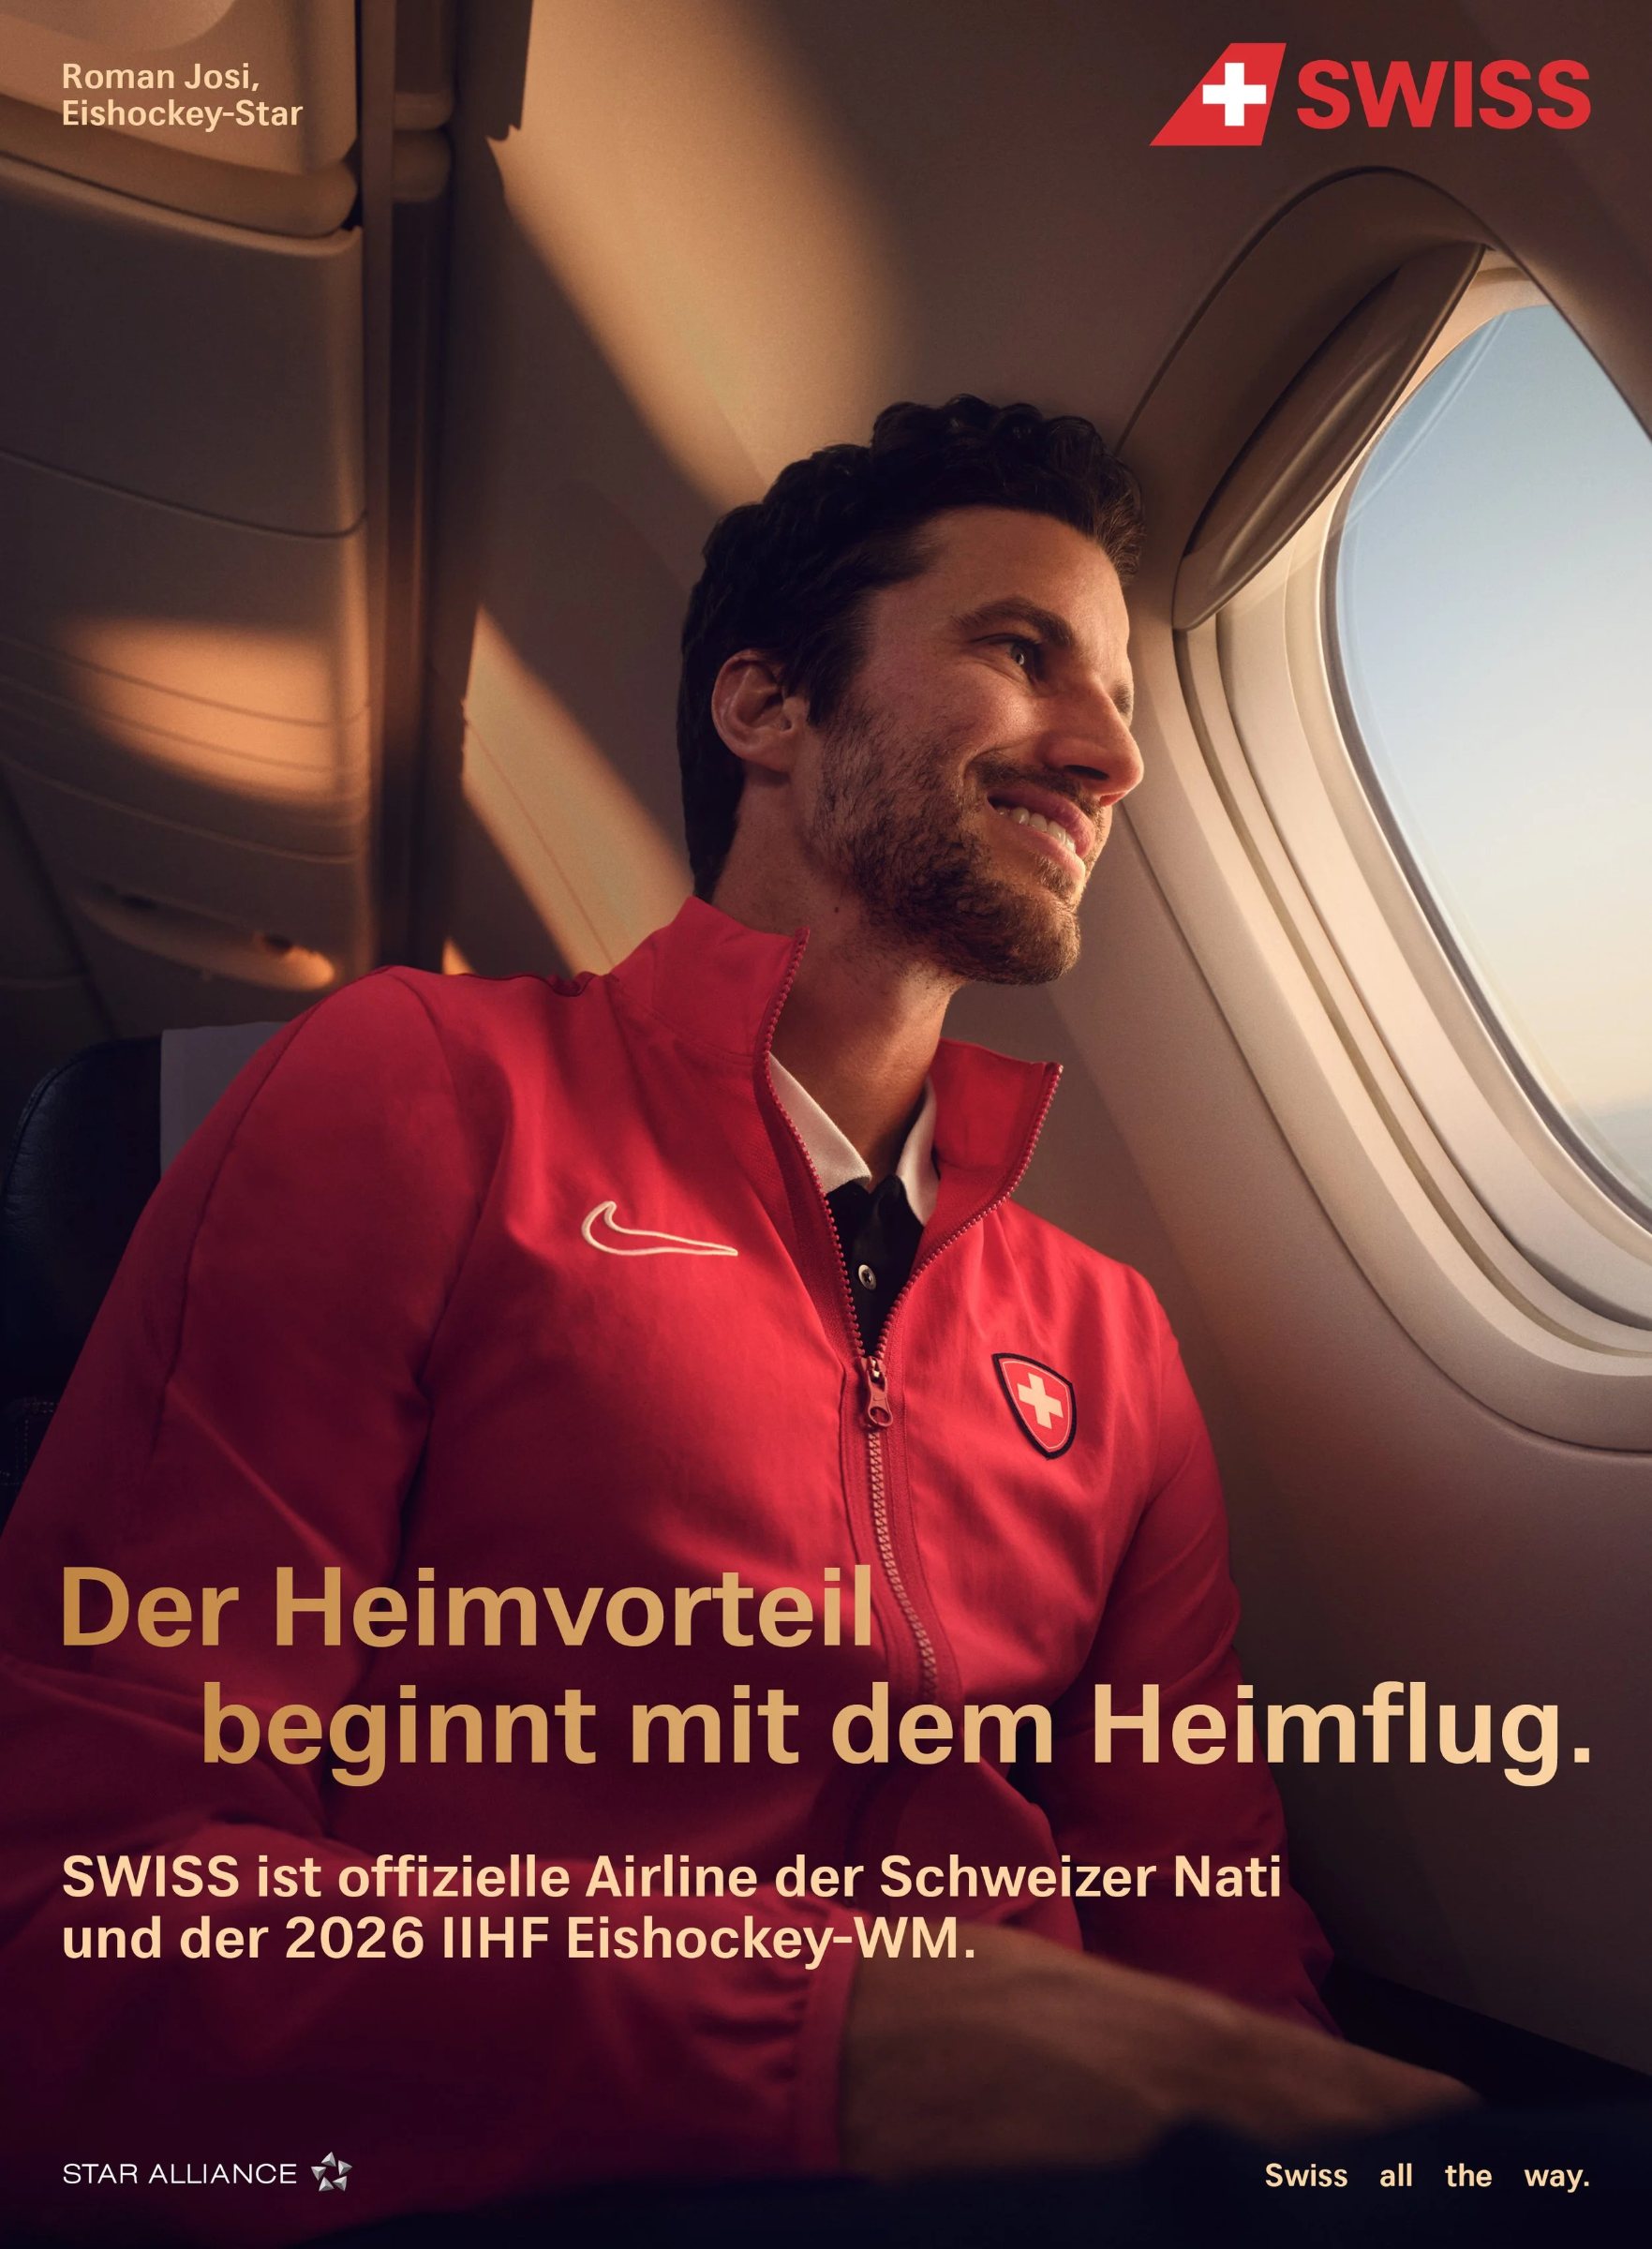 Roman Josi,
Eishockey-Star
SWISS
Der Heimvorteil
beginnt mit dem Heimflug.
SWISS ist offizielle Airline der Schweizer Nati
und der 2026 IIHF Eishockey-WM.
STAR ALLIANCE
Swiss all the way.